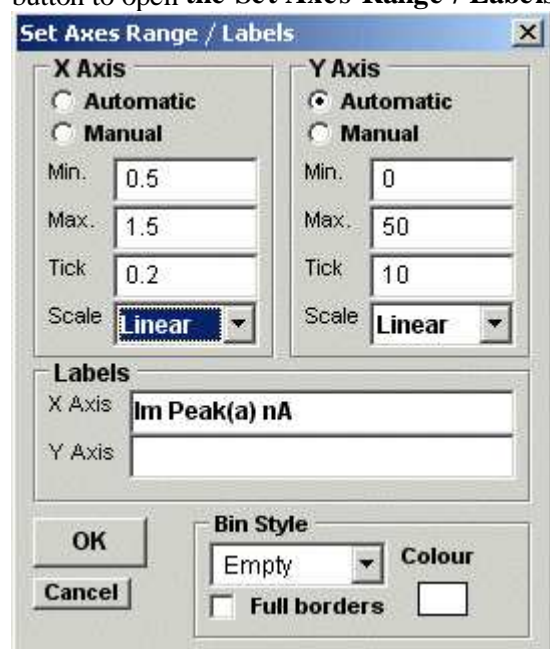 button to open the Set Axes Range / Labels
Set Axes Range / Labels
X Axis
Automatic
Manual
Min. 0.5
Max. 1.5
Tick 0.2
Scale Linear
Y Axis
Automatic
Manual
Min. 0
Max. 50
Tick 10
Scale Linear
Labels
X Axis Im Peak(a) nA
Y Axis
OK
Cancel
Bin Style
Empty
Colour
Full borders